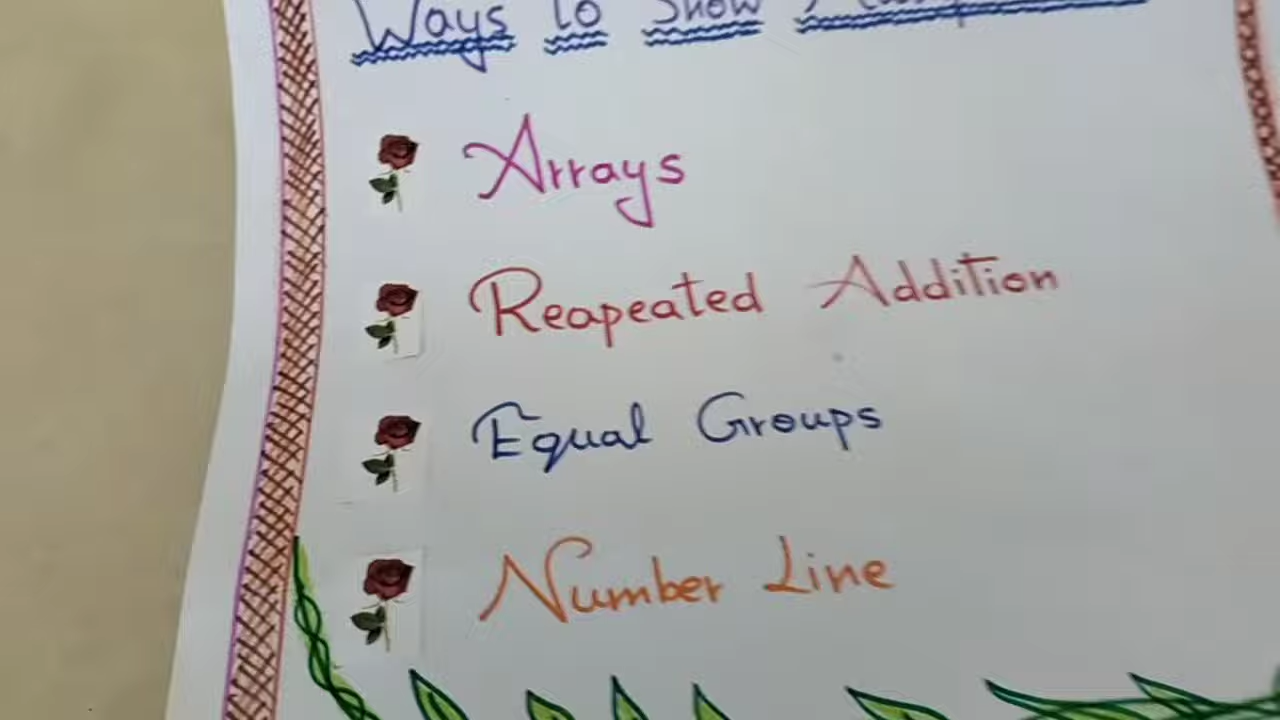 Ways to Show
Arrays
Reapeated Addition
Equal Groups
Number Line